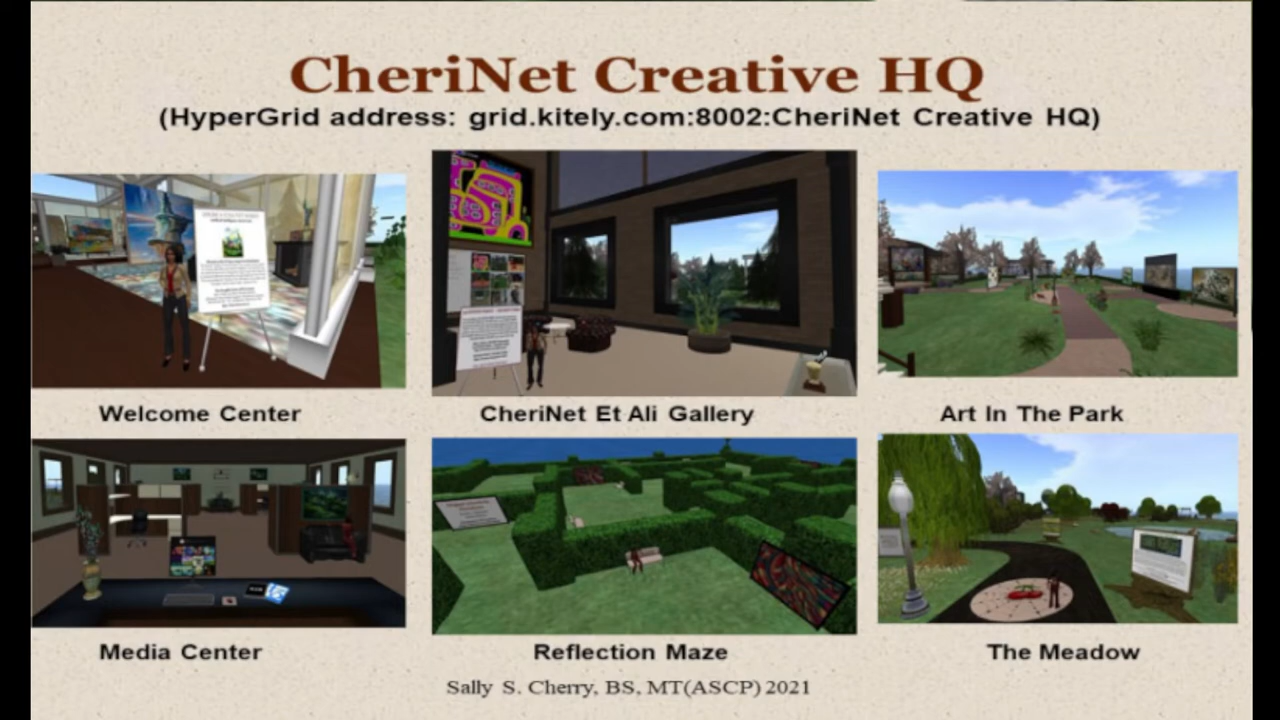 CheriNet Creative HQ
(HyperGrid address: grid.kitely.com:8002:CheriNet Creative HQ)
Welcome Center
CheriNet Et Ali Gallery
Art In The Park
Media Center
Reflection Maze
The Meadow
Sally S. Cherry, BS, MT(ASCP) 2021